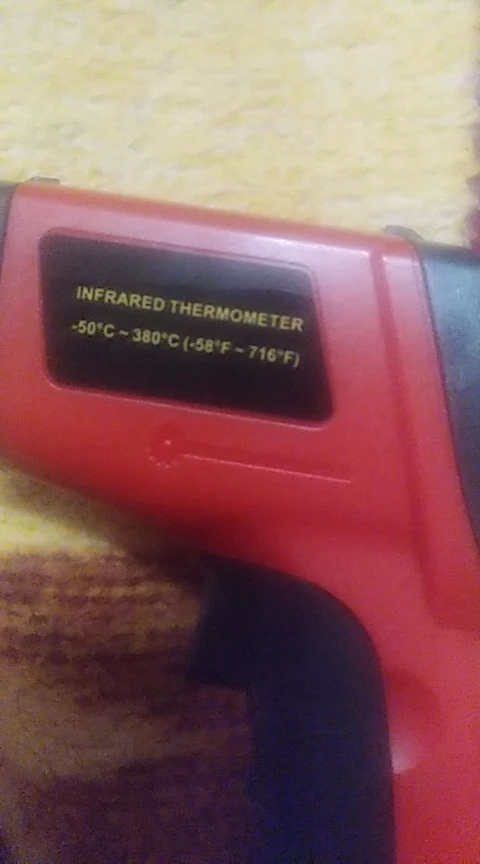 INFRARED THERMOMETER
-50°C ~ 380°C (-58°F ~ 716°F)